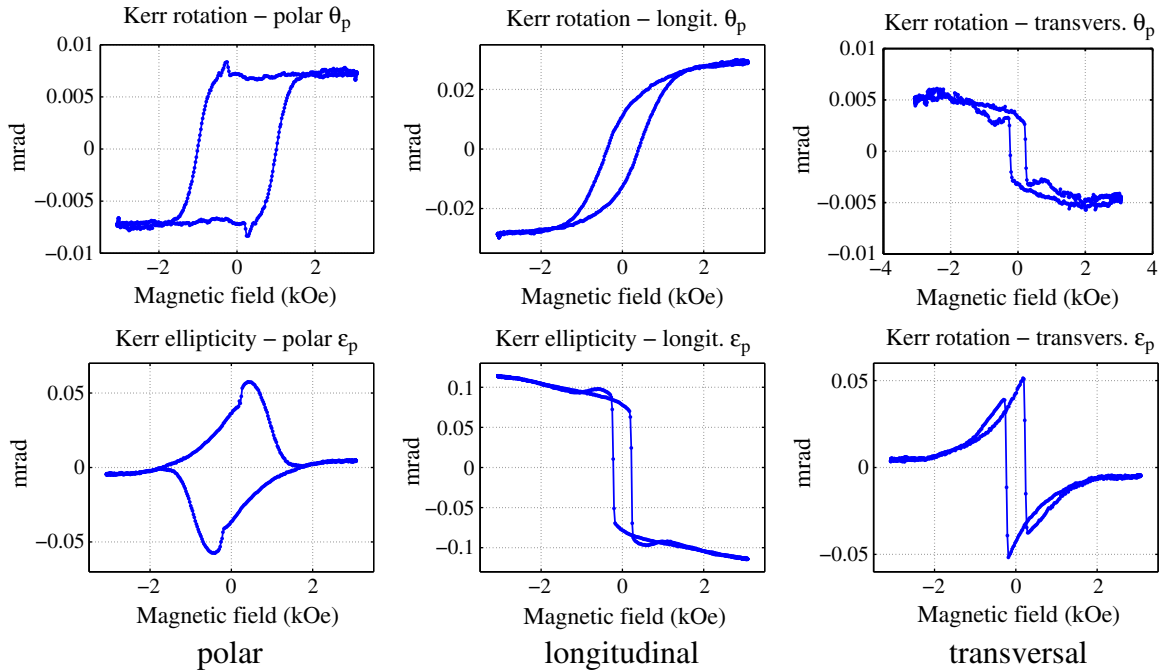 Kerr rotation – polar θp
Kerr rotation – longit. θp
Kerr rotation – transvers. θp
0.01
0.005
0
−0.005
−0.01
mrad
−2 0 2
Magnetic field (kOe)
0.02
0
−0.02
mrad
−2 0 2
Magnetic field (kOe)
0.01
0.005
0
−0.005
−0.01
mrad
−4 −2 0 2 4
Magnetic field (kOe)
Kerr ellipticity – polar εp
Kerr ellipticity – longit. εp
Kerr rotation – transvers. εp
0.05
0
−0.05
mrad
−2 0 2
Magnetic field (kOe)
0.1
0.05
0
−0.05
−0.1
mrad
−2 0 2
Magnetic field (kOe)
0.05
0
−0.05
mrad
−2 0 2
Magnetic field (kOe)
polar
longitudinal
transversal